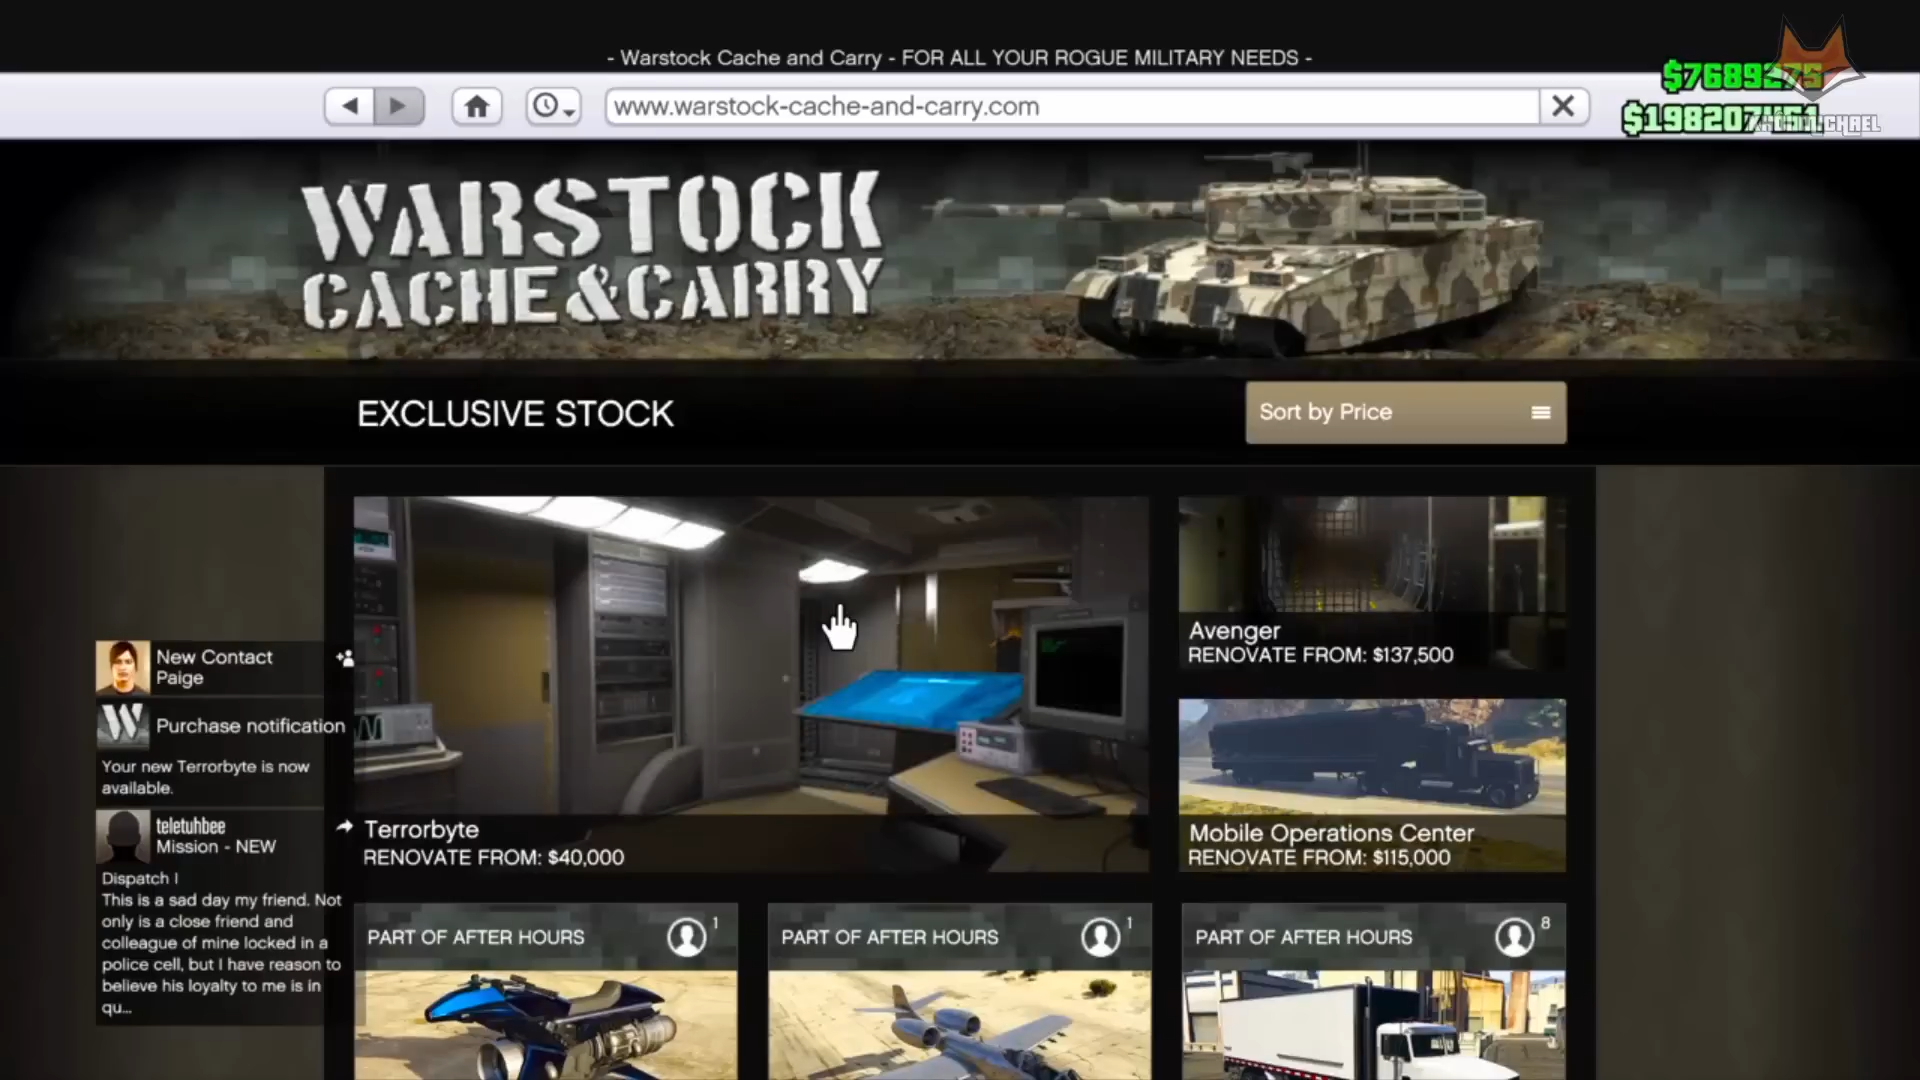 - Warstock Cache and Carry - FOR ALL YOUR ROGUE MILITARY NEEDS -
www.warstock-cache-and-carry.com
WARSTOCK
CACHE & CARRY
EXCLUSIVE STOCK
Sort by Price
Terrorbyte
RENOVATE FROM: $40,000
Avenger
RENOVATE FROM: $137,500
Mobile Operations Center
RENOVATE FROM: $115,000
New Contact
Paige
Purchase notification
Your new Terrorbyte is now
available.
teletuhbee
Mission - NEW
Dispatch I
This is a sad day my friend. Not
only is a close friend and
colleague of mine locked in a
police cell, but I have reason to
believe his loyalty to me is in
qu...
PART OF AFTER HOURS 1
PART OF AFTER HOURS 1
PART OF AFTER HOURS 8